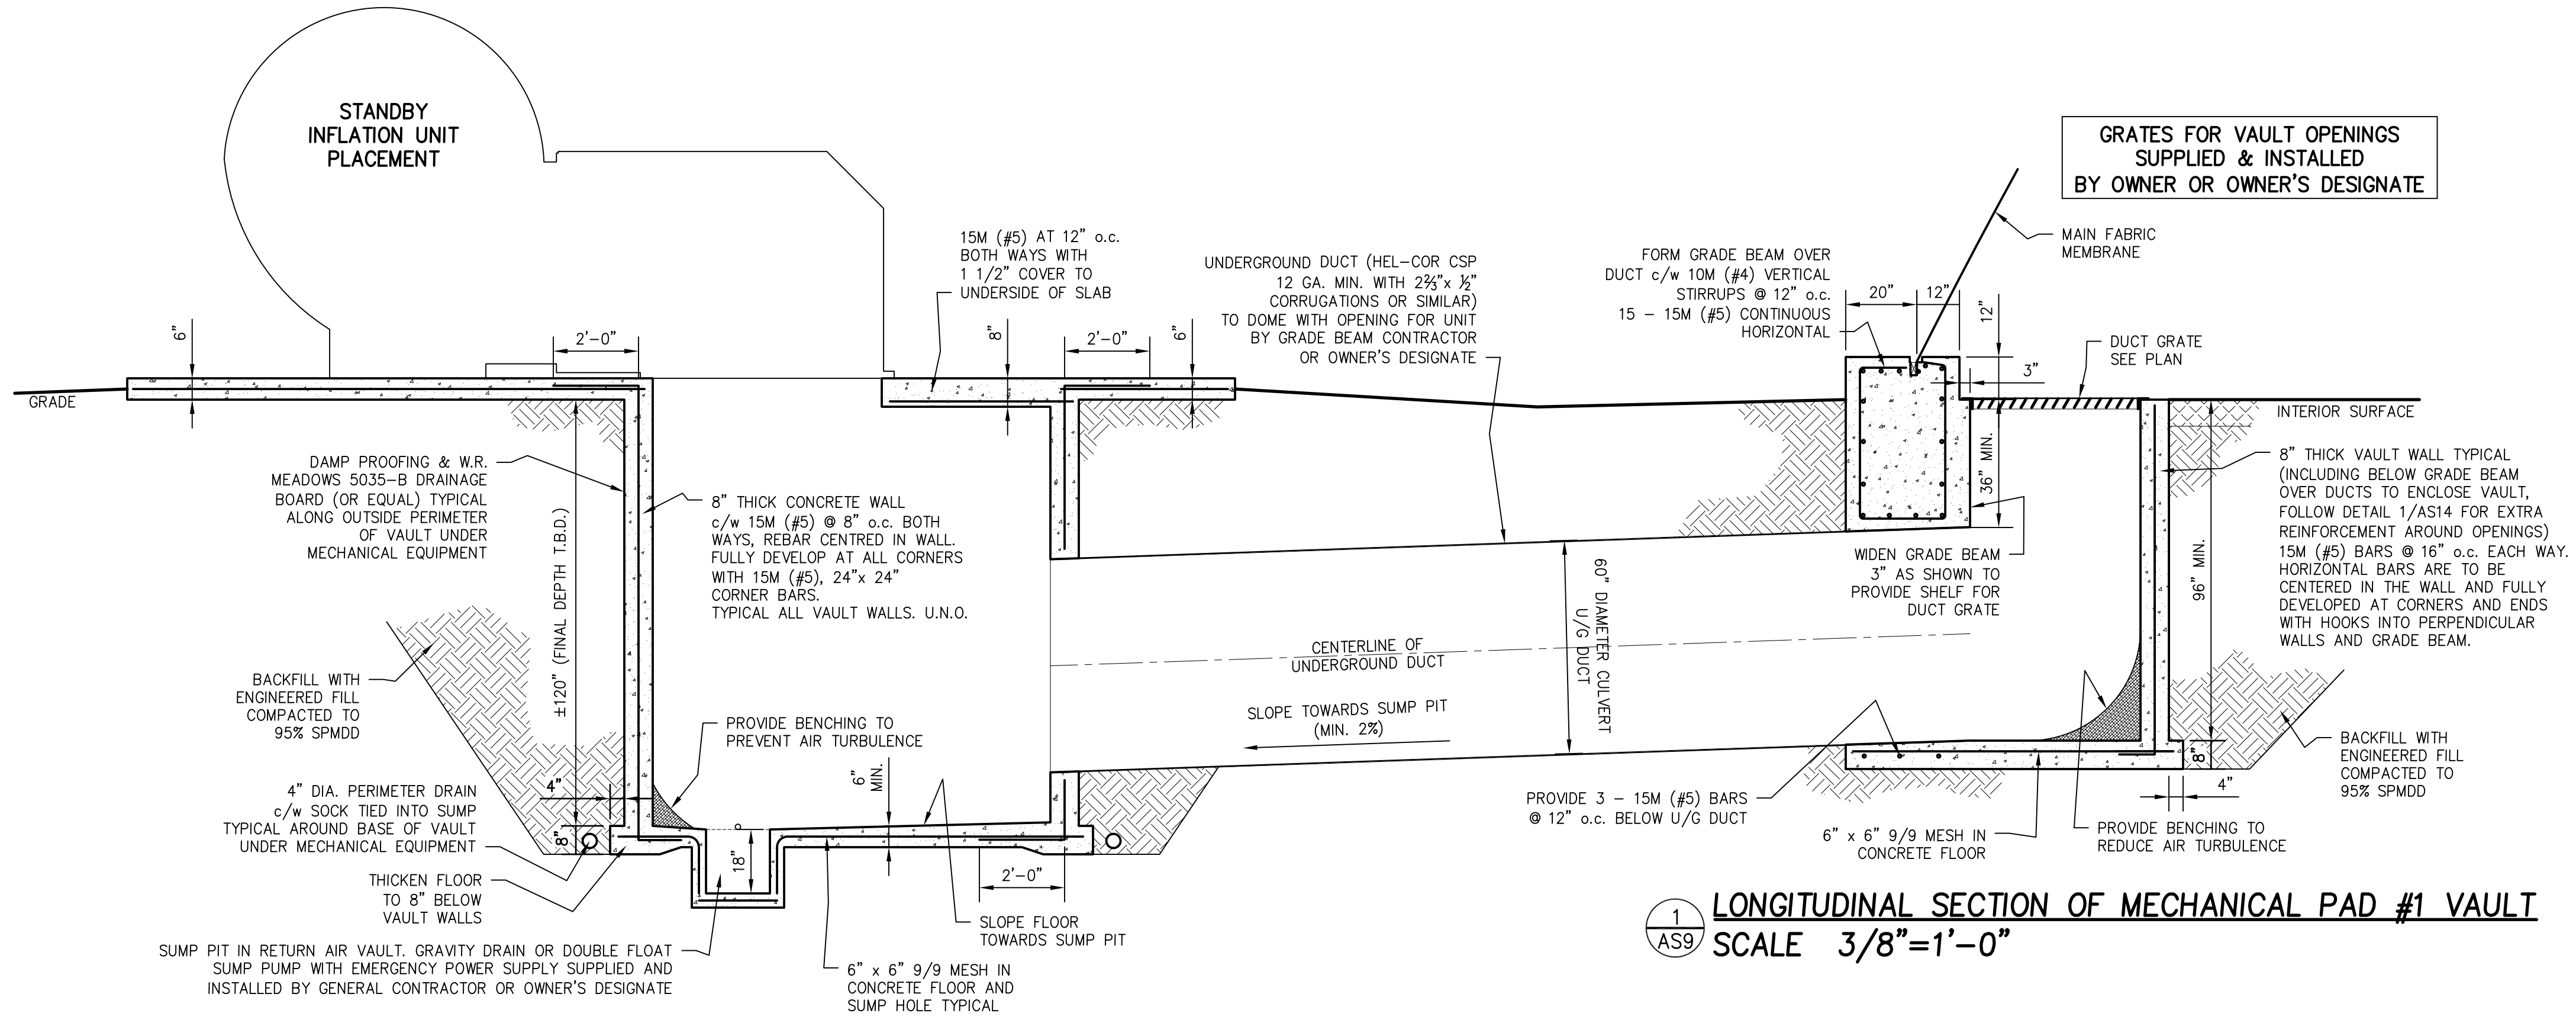 STANDBY
INFLATION UNIT
PLACEMENT
GRATES FOR VAULT OPENINGS
SUPPLIED & INSTALLED
BY OWNER OR OWNER'S DESIGNATE
MAIN FABRIC
MEMBRANE
15M (#5) AT 12" o.c.
BOTH WAYS WITH
1 1/2" COVER TO
UNDERSIDE OF SLAB
UNDERGROUND DUCT (HEL-COR CSP
12 GA. MIN. WITH 2⅔"x ½"
CORRUGATIONS OR SIMILAR)
TO DOME WITH OPENING FOR UNIT
BY GRADE BEAM CONTRACTOR
OR OWNER'S DESIGNATE
FORM GRADE BEAM OVER
DUCT c/w 10M (#4) VERTICAL
STIRRUPS @ 12" o.c.
15 - 15M (#5) CONTINUOUS
HORIZONTAL
20"
12"
12"
3"
DUCT GRATE
SEE PLAN
6"
2'-0"
8"
2'-0"
6"
GRADE
INTERIOR SURFACE
36" MIN.
DAMP PROOFING & W.R.
MEADOWS 5035-B DRAINAGE
BOARD (OR EQUAL) TYPICAL
ALONG OUTSIDE PERIMETER
OF VAULT UNDER
MECHANICAL EQUIPMENT
±120" (FINAL DEPTH T.B.D.)
8" THICK CONCRETE WALL
c/w 15M (#5) @ 8" o.c. BOTH
WAYS, REBAR CENTRED IN WALL.
FULLY DEVELOP AT ALL CORNERS
WITH 15M (#5), 24"x 24"
CORNER BARS.
TYPICAL ALL VAULT WALLS. U.N.O.
8" THICK VAULT WALL TYPICAL
(INCLUDING BELOW GRADE BEAM
OVER DUCTS TO ENCLOSE VAULT,
FOLLOW DETAIL 1/AS14 FOR EXTRA
REINFORCEMENT AROUND OPENINGS)
15M (#5) BARS @ 16" o.c. EACH WAY.
HORIZONTAL BARS ARE TO BE
CENTERED IN THE WALL AND FULLY
DEVELOPED AT CORNERS AND ENDS
WITH HOOKS INTO PERPENDICULAR
WALLS AND GRADE BEAM.
WIDEN GRADE BEAM
3" AS SHOWN TO
PROVIDE SHELF FOR
DUCT GRATE
96" MIN.
60" DIAMETER CULVERT
U/G DUCT
CENTERLINE OF
UNDERGROUND DUCT
SLOPE TOWARDS SUMP PIT
(MIN. 2%)
BACKFILL WITH
ENGINEERED FILL
COMPACTED TO
95% SPMDD
PROVIDE BENCHING TO
PREVENT AIR TURBULENCE
BACKFILL WITH
ENGINEERED FILL
COMPACTED TO
95% SPMDD
4" DIA. PERIMETER DRAIN
c/w SOCK TIED INTO SUMP
TYPICAL AROUND BASE OF VAULT
UNDER MECHANICAL EQUIPMENT
4"
8"
6"
MIN.
18"
2'-0"
8"
4"
PROVIDE 3 - 15M (#5) BARS
@ 12" o.c. BELOW U/G DUCT
6" x 6" 9/9 MESH IN
CONCRETE FLOOR
PROVIDE BENCHING TO
REDUCE AIR TURBULENCE
THICKEN FLOOR
TO 8" BELOW
VAULT WALLS
SLOPE FLOOR
TOWARDS SUMP PIT
SUMP PIT IN RETURN AIR VAULT. GRAVITY DRAIN OR DOUBLE FLOAT
SUMP PUMP WITH EMERGENCY POWER SUPPLY SUPPLIED AND
INSTALLED BY GENERAL CONTRACTOR OR OWNER'S DESIGNATE
6" x 6" 9/9 MESH IN
CONCRETE FLOOR AND
SUMP HOLE TYPICAL
1
AS9
LONGITUDINAL SECTION OF MECHANICAL PAD #1 VAULT
SCALE 3/8"=1'-0"